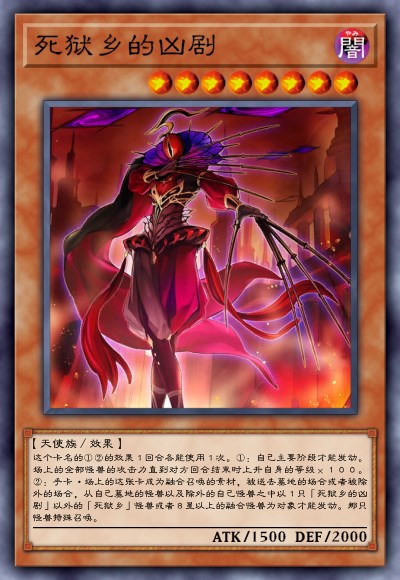 死狱乡的凶剧
やみ
闇
【天使族／效果】
这个卡名的①②的效果1回合各能使用1次。①：自己主要阶段才能发动。
场上的全部怪兽的攻击力直到对方回合结束时上升自身的等级×100。
②：手卡·场上的这张卡成为融合召唤的素材，被送去墓地的场合或者被除
外的场合，从自己墓地的怪兽以及除外的自己怪兽之中以1只「死狱乡的凶
剧」以外的「死狱乡」怪兽或者8星以上的融合怪兽为对象才能发动。那只
怪兽特殊召唤。
ATK/1500 DEF/2000